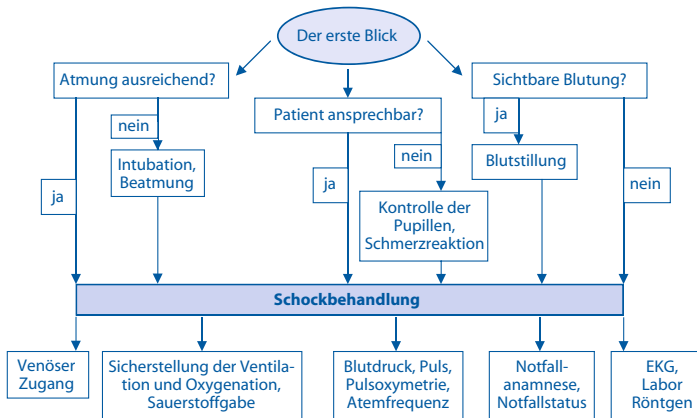 Der erste Blick
Atmung ausreichend?
Patient ansprechbar?
Sichtbare Blutung?
nein
ja
nein
Intubation,
Beatmung
Blutstillung
ja
ja
nein
Kontrolle der
Pupillen,
Schmerzreaktion
Schockbehandlung
Venöser
Zugang
Sicherstellung der Ventila-
tion und Oxygenation,
Sauerstoffgabe
Blutdruck, Puls,
Pulsoxymetrie,
Atemfrequenz
Notfall-
anamnese,
Notfallstatus
EKG,
Labor
Röntgen